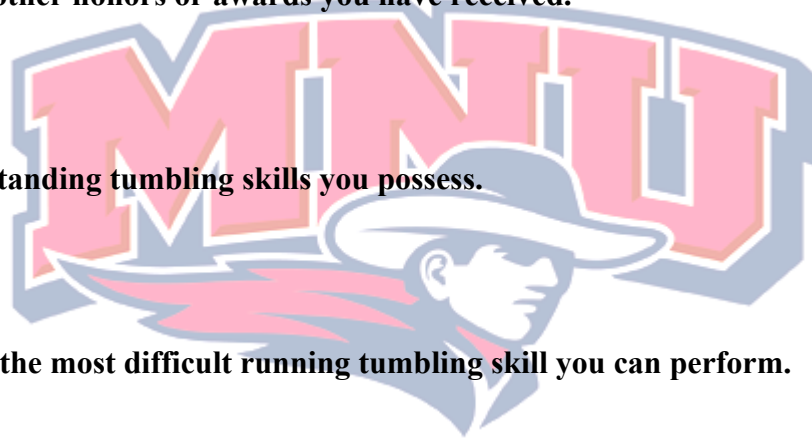 other honors or awards you have received.
MNU
standing tumbling skills you possess.
the most difficult running tumbling skill you can perform.